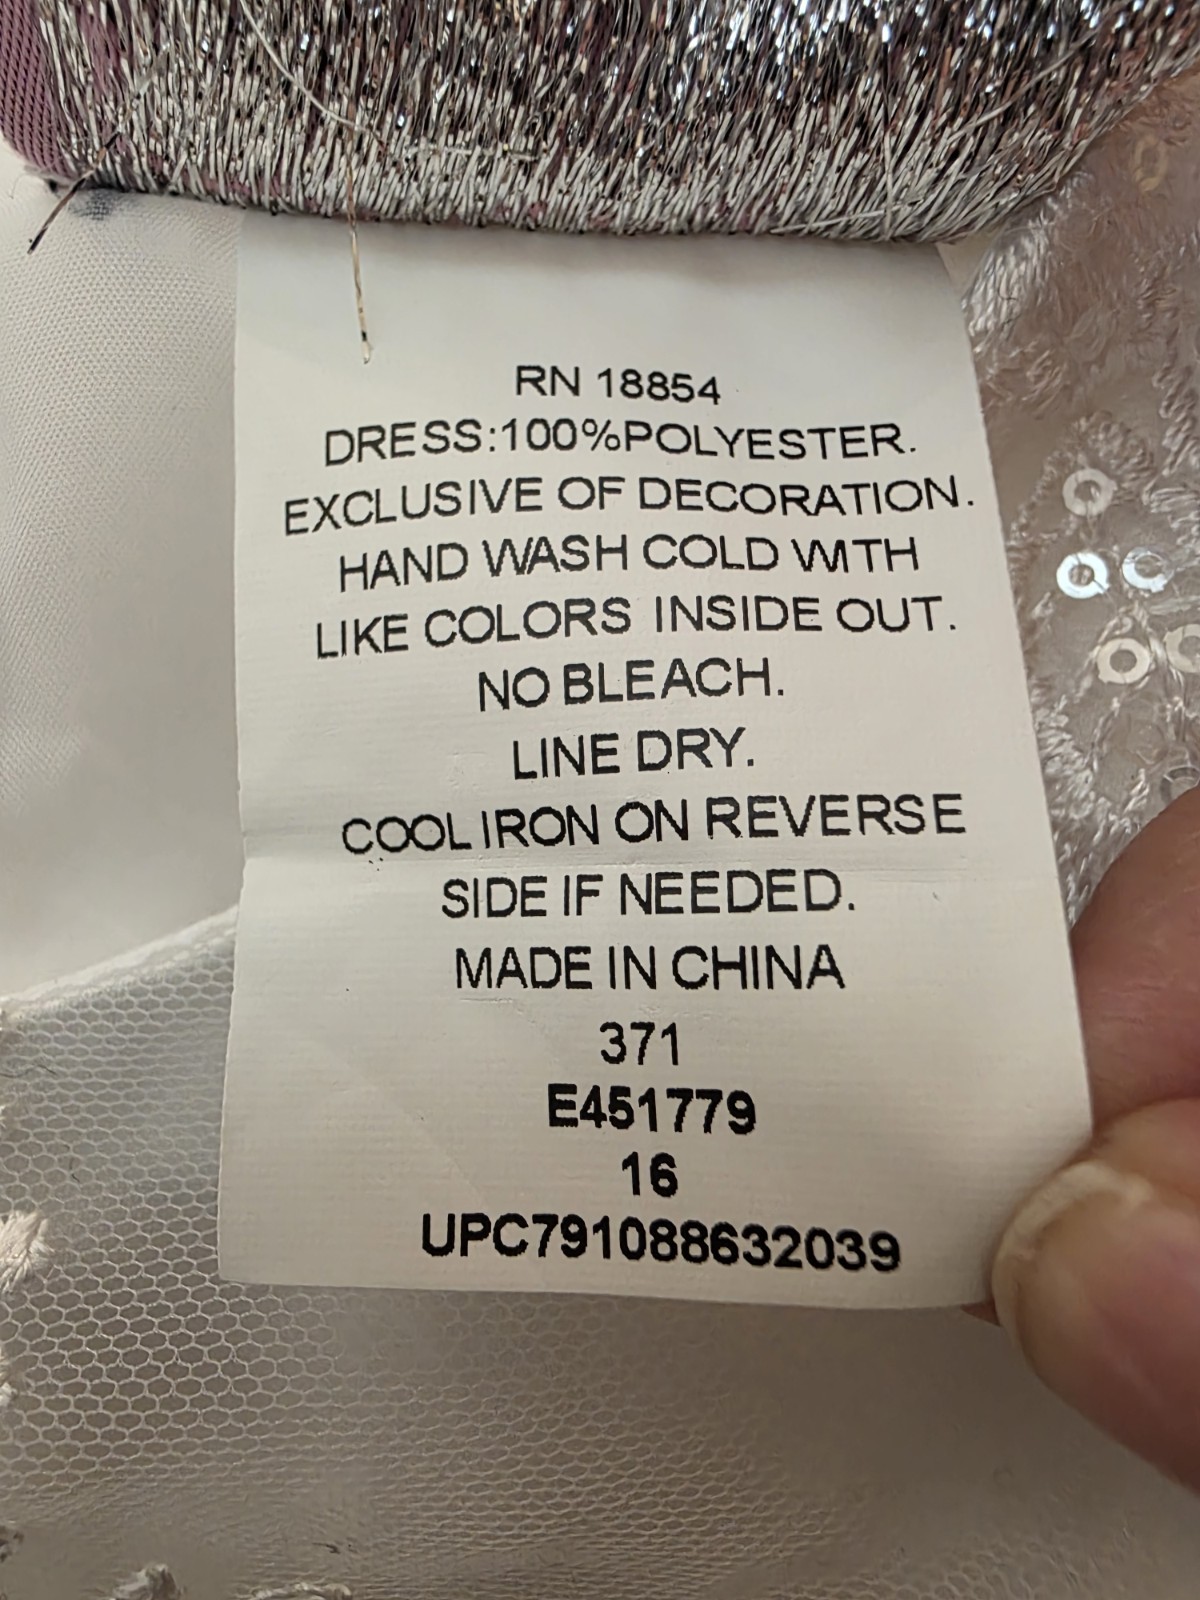 RN 18854
DRESS:100%POLYESTER.
EXCLUSIVE OF DECORATION.
HAND WASH COLD WITH
LIKE COLORS INSIDE OUT.
NO BLEACH.
LINE DRY.
COOL IRON ON REVERSE
SIDE IF NEEDED.
MADE IN CHINA
371
E451779
16
UPC791088632039